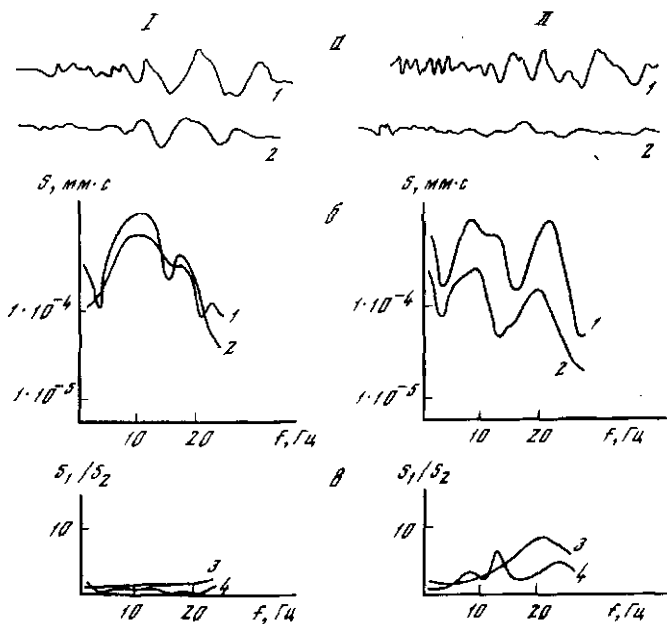 I а II
1 1
2 2
S, мм·с б S, мм·с
1·10⁻⁴ 1·10⁻⁴
1 1
2 2
1·10⁻⁵ 1·10⁻⁵
10 20 f, Гц 10 20 f, Гц
S₁/S₂ в S₁/S₂
10 10
3 3
4 4
10 20 f, Гц 10 20 f, Гц